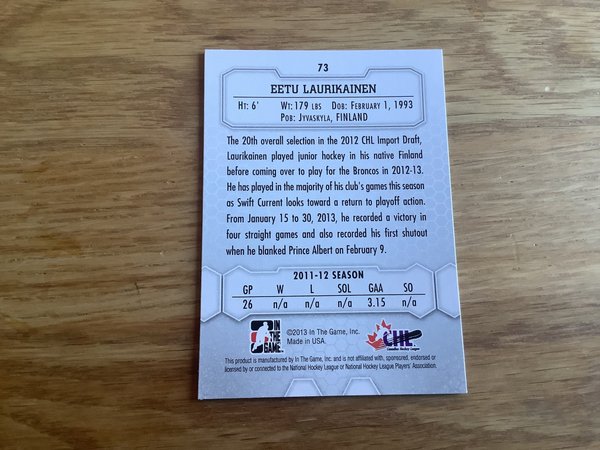 73
EETU LAURIKAINEN
HT: 6' WT: 179 LBS DOB: FEBRUARY 1, 1993
POB: JYVASKYLA, FINLAND
The 20th overall selection in the 2012 CHL Import Draft,
Laurikainen played junior hockey in his native Finland
before coming over to play for the Broncos in 2012-13.
He has played in the majority of his club's games this season
as Swift Current looks toward a return to playoff action.
From January 15 to 30, 2013, he recorded a victory in
four straight games and also recorded his first shutout
when he blanked Prince Albert on February 9.
2011-12 SEASON
GP W L SOL GAA SO
26 n/a n/a n/a 3.15 n/a
IN THE GAME
©2013 In The Game, Inc.
Made in USA.
CHL
Canadian Hockey League
This product is manufactured by In The Game, Inc. and is not affiliated with, sponsored, endorsed or
licensed by or connected to the National Hockey League or National Hockey League Players' Association.